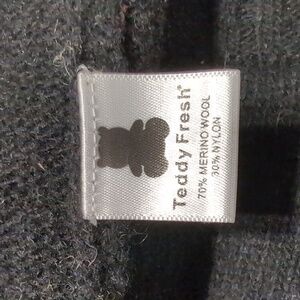 Teddy Fresh®
70% MERINO WOOL
30% NYLON